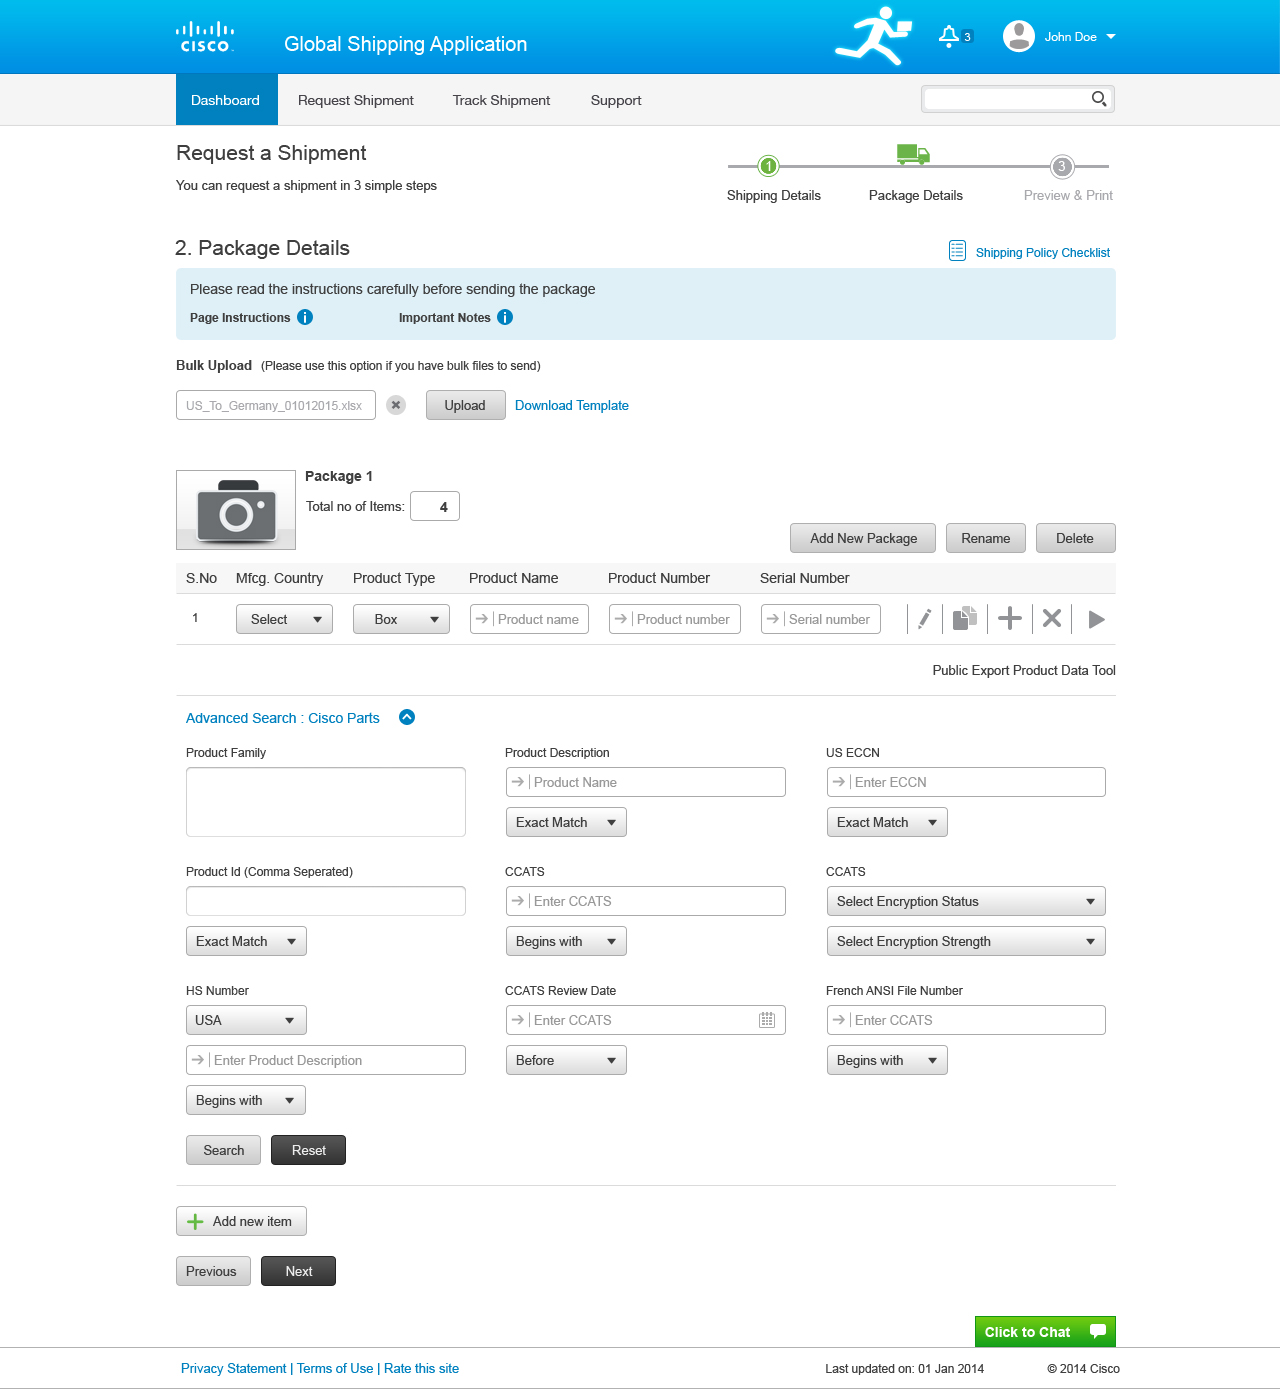 CISCO
Global Shipping Application
3
John Doe
Dashboard
Request Shipment
Track Shipment
Support
Request a Shipment
You can request a shipment in 3 simple steps
1
3
Shipping Details
Package Details
Preview & Print
2. Package Details
Shipping Policy Checklist
Please read the instructions carefully before sending the package
Page Instructions
Important Notes
Bulk Upload (Please use this option if you have bulk files to send)
US_To_Germany_01012015.xlsx
Upload
Download Template
Package 1
Total no of Items: 4
Add New Package
Rename
Delete
S.No Mfcg. Country Product Type Product Name Product Number Serial Number
1 Select Box Product name Product number Serial number
Public Export Product Data Tool
Advanced Search : Cisco Parts
Product Family
Product Description
Product Name
Exact Match
US ECCN
Enter ECCN
Exact Match
Product Id (Comma Seperated)
Exact Match
CCATS
Enter CCATS
Begins with
CCATS
Select Encryption Status
Select Encryption Strength
HS Number
USA
Enter Product Description
Begins with
CCATS Review Date
Enter CCATS
Before
French ANSI File Number
Enter CCATS
Begins with
Search
Reset
Add new item
Previous
Next
Click to Chat
Privacy Statement | Terms of Use | Rate this site
Last updated on: 01 Jan 2014
© 2014 Cisco